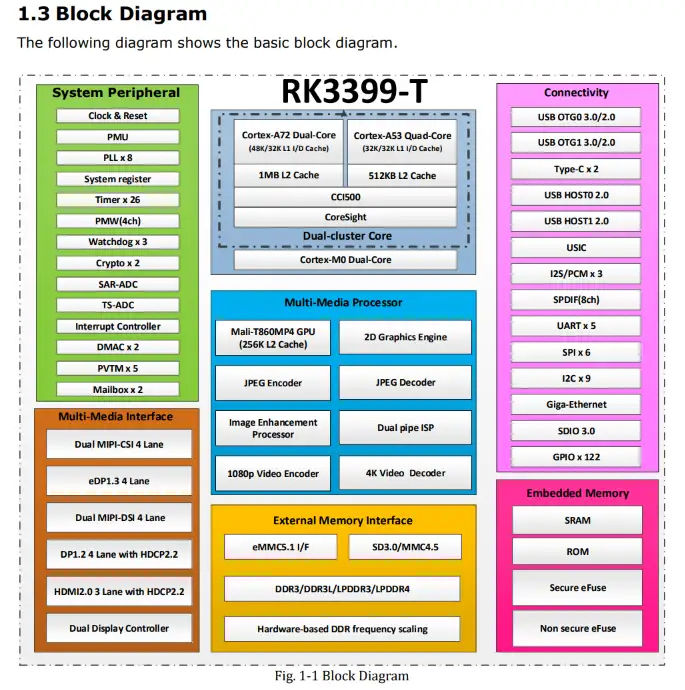 1.3 Block Diagram
The following diagram shows the basic block diagram.
RK3399-T
System Peripheral
Clock & Reset
PMU
PLL x 8
System register
Timer x 26
PMW(4ch)
Watchdog x 3
Crypto x 2
SAR-ADC
TS-ADC
Interrupt Controller
DMAC x 2
PVTM x 5
Mailbox x 2
Multi-Media Interface
Dual MIPI-CSI 4 Lane
eDP1.3 4 Lane
Dual MIPI-DSI 4 Lane
DP1.2 4 Lane with HDCP2.2
HDMI2.0 3 Lane with HDCP2.2
Dual Display Controller
Cortex-A72 Dual-Core
(48K/32K L1 I/D Cache)
1MB L2 Cache
Cortex-A53 Quad-Core
(32K/32K L1 I/D Cache)
512KB L2 Cache
CCI500
CoreSight
Dual-cluster Core
Cortex-M0 Dual-Core
Multi-Media Processor
Mali-T860MP4 GPU
(256K L2 Cache)
2D Graphics Engine
JPEG Encoder
JPEG Decoder
Image Enhancement
Processor
Dual pipe ISP
1080p Video Encoder
4K Video Decoder
External Memory Interface
eMMC5.1 I/F
SD3.0/MMC4.5
DDR3/DDR3L/LPDDR3/LPDDR4
Hardware-based DDR frequency scaling
Connectivity
USB OTG0 3.0/2.0
USB OTG1 3.0/2.0
Type-C x 2
USB HOST0 2.0
USB HOST1 2.0
USIC
I2S/PCM x 3
SPDIF(8ch)
UART x 5
SPI x 6
I2C x 9
Giga-Ethernet
SDIO 3.0
GPIO x 122
Embedded Memory
SRAM
ROM
Secure eFuse
Non secure eFuse
Fig. 1-1 Block Diagram